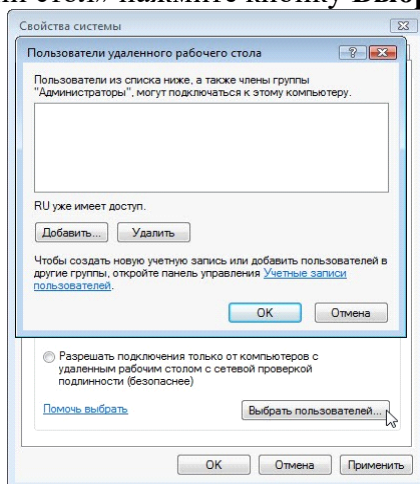 стол» нажмите кнопку
Свойства системы
Пользователи удаленного рабочего стола
Пользователи из списка ниже, а также члены группы
"Администраторы", могут подключаться к этому компьютеру.
RU уже имеет доступ.
Добавить... Удалить
Чтобы создать новую учетную запись или добавить пользователей в
другие группы, откройте панель управления Учетные записи
пользователей.
OK Отмена
Разрешать подключения только от компьютеров с
удаленным рабочим столом с сетевой проверкой
подлинности (безопаснее)
Помочь выбрать Выбрать пользователей...
OK Отмена Применить